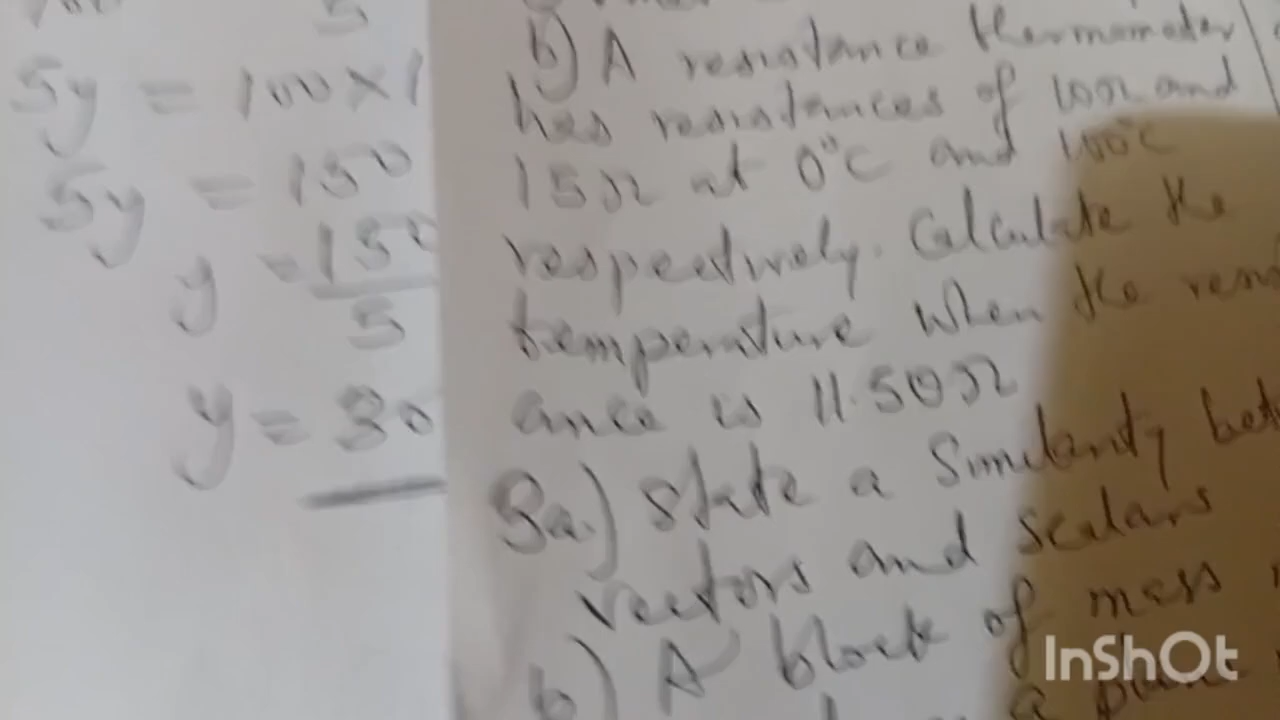 5y = 100×1
5y = 150
y = 150
5
y = 30
b) A resistance thermometer
has resistances of 10Ω and
15Ω at 0°C and 100°C
respectively. Calculate the
temperature when the resis
ance is 11.50Ω
3a.) State a Similarity bet
vectors and scalars
b) A block of mass
a plane
InShOt